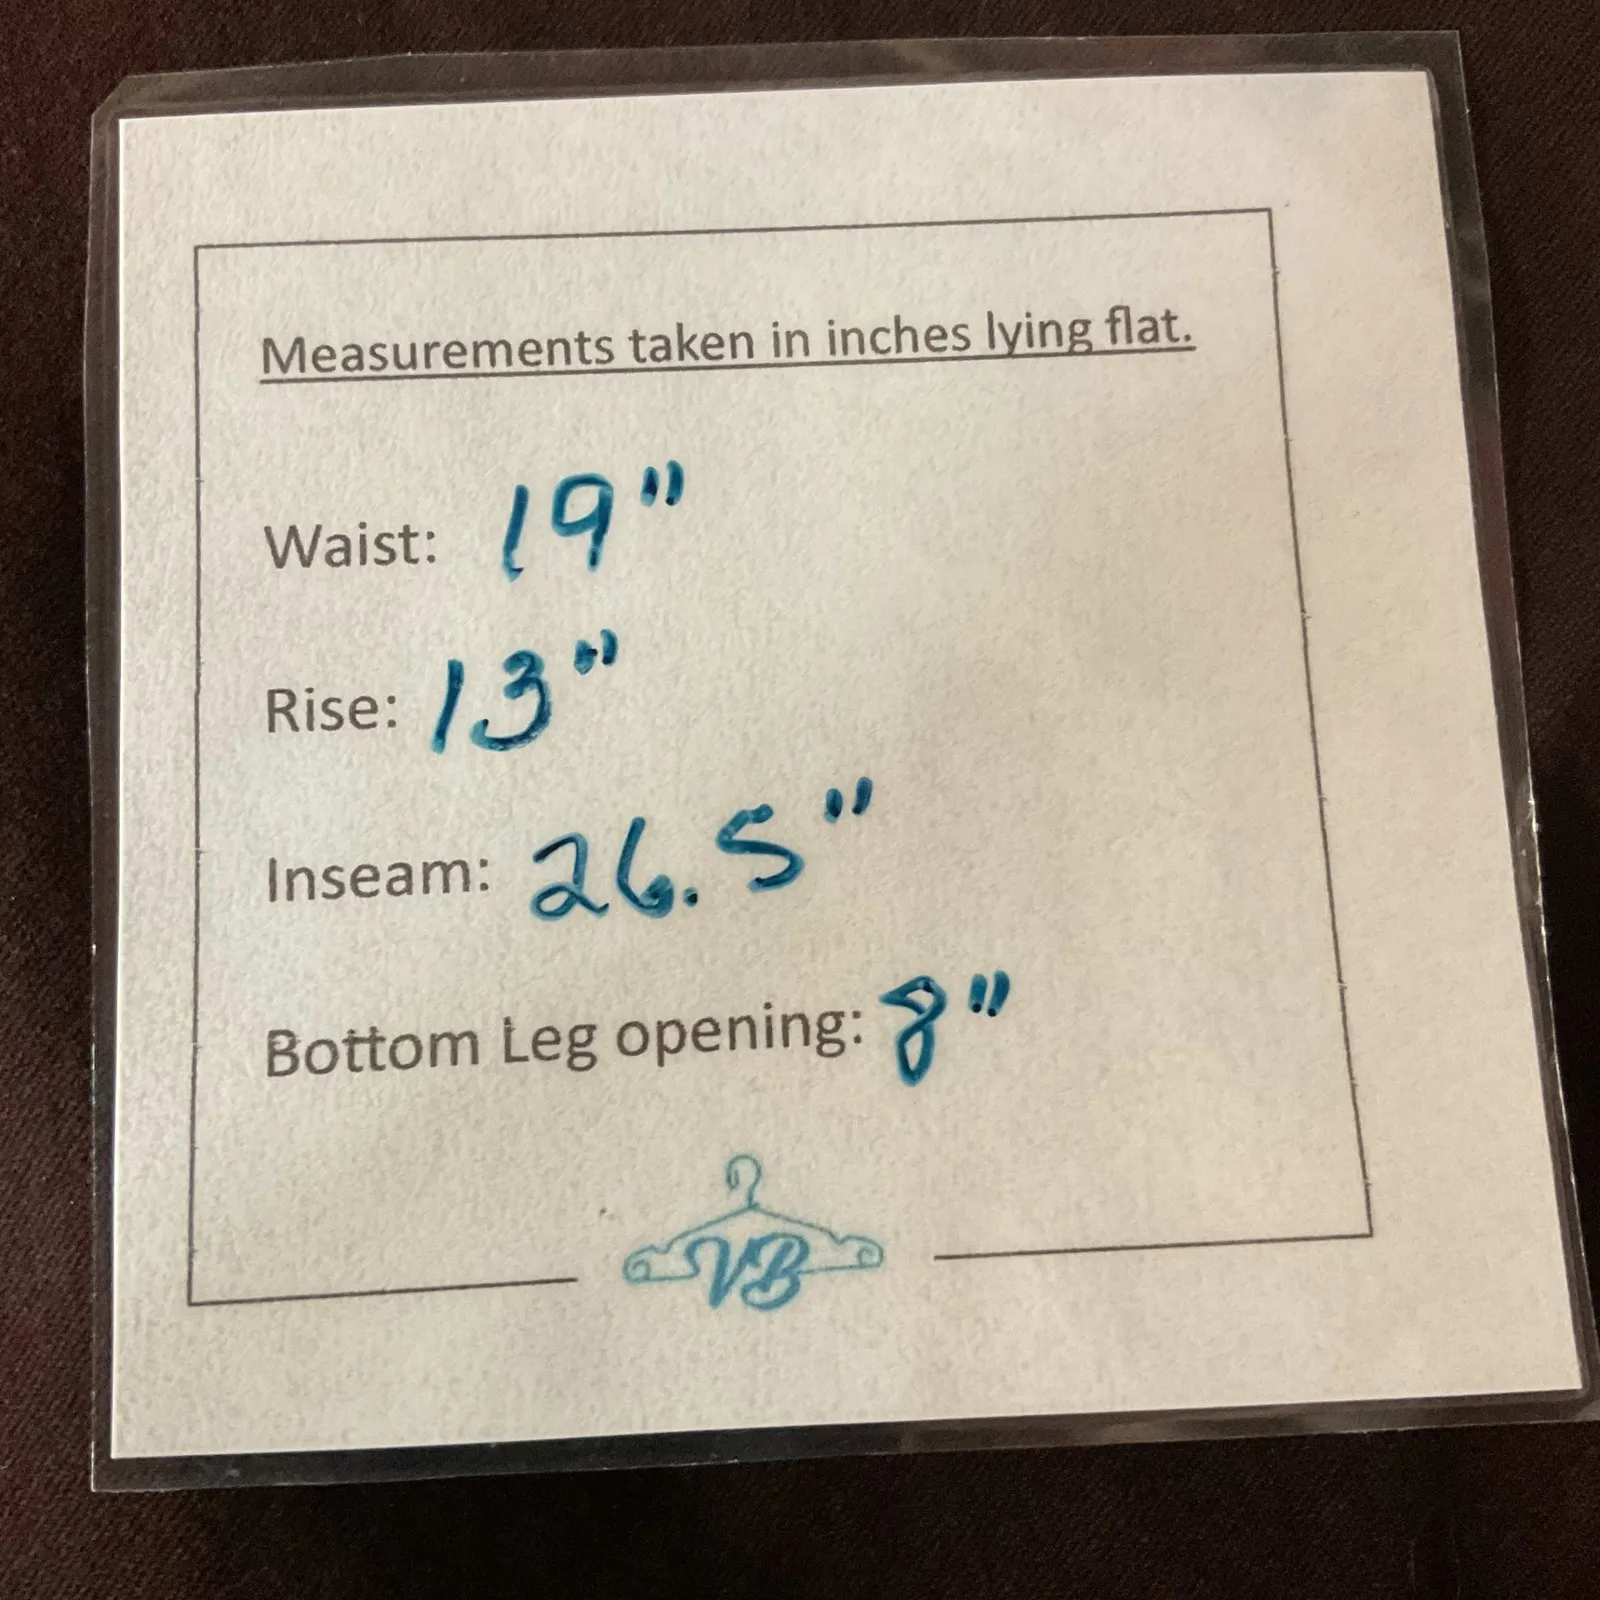 Measurements taken in inches lying flat.
Waist: 19"
Rise: 13"
Inseam: 26.5"
Bottom Leg opening: 8"
VB